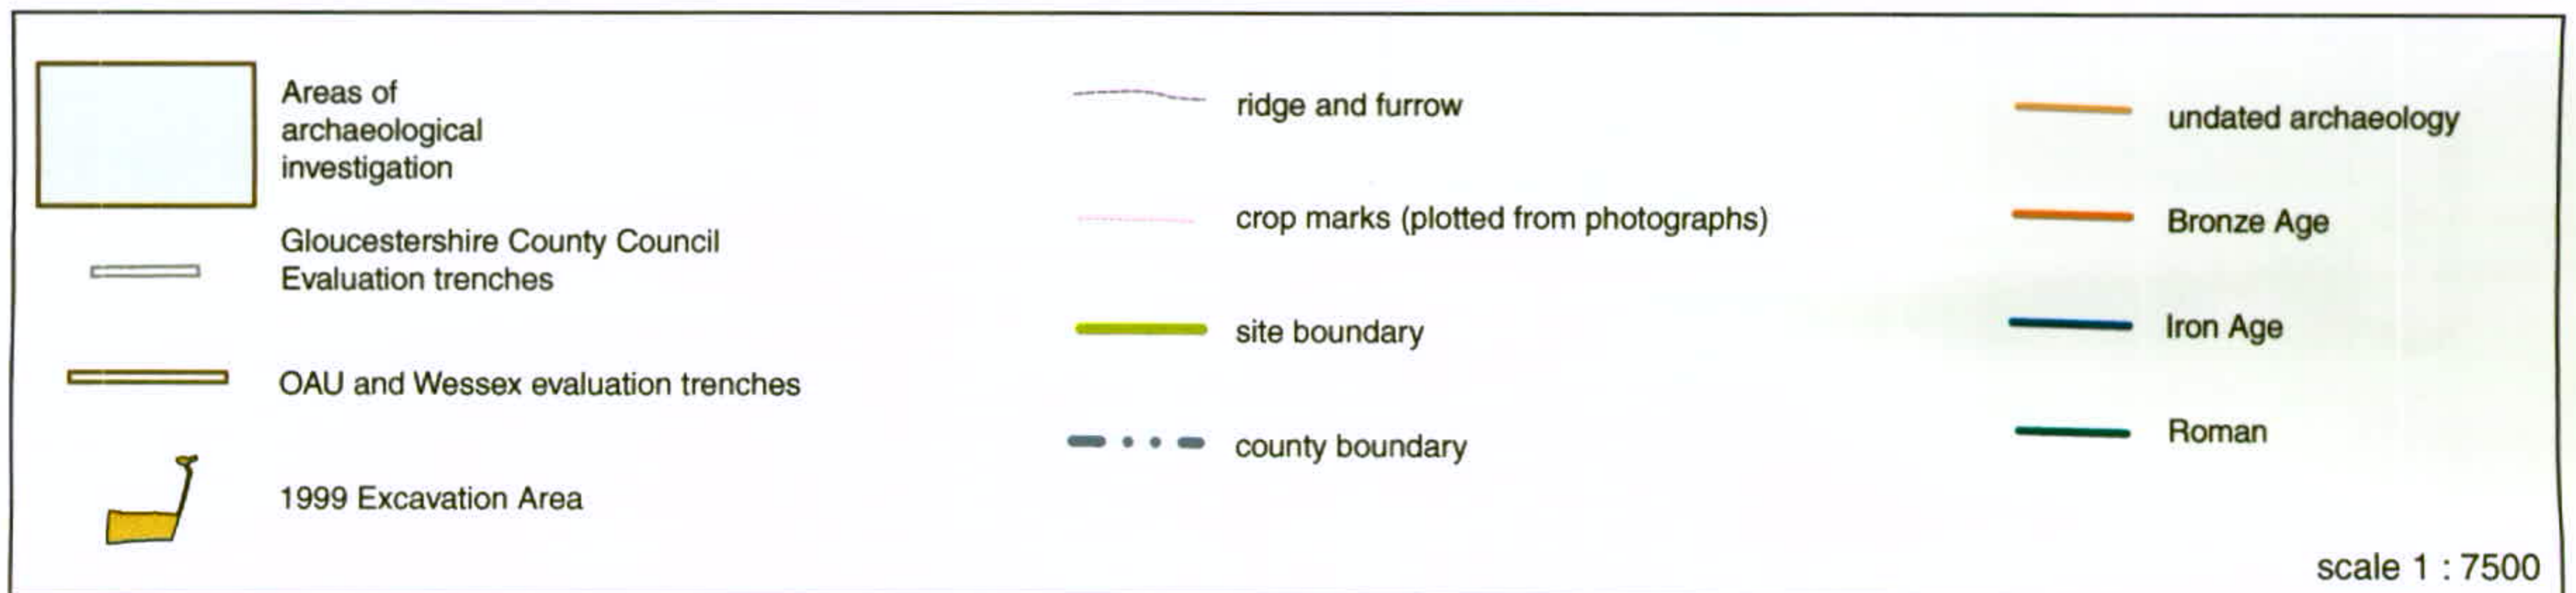 Areas of
archaeological
investigation
Gloucestershire County Council
Evaluation trenches
OAU and Wessex evaluation trenches
1999 Excavation Area
ridge and furrow
crop marks (plotted from photographs)
site boundary
county boundary
undated archaeology
Bronze Age
Iron Age
Roman
scale 1 : 7500